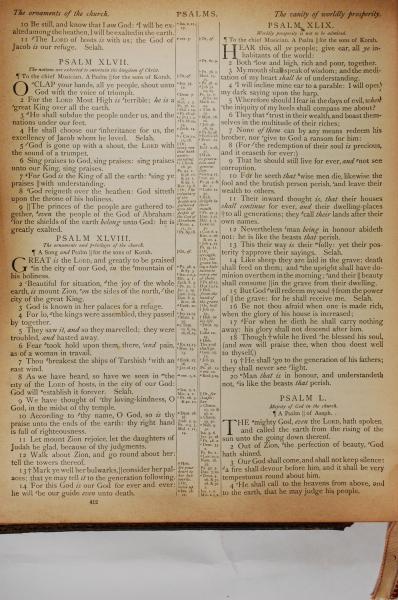 The ornaments of the church.
PSALMS.
The vanity of worldly prosperity.
10 Be still, and know that I am God: I will be ex-
alted among the heathen, I will be exalted in the earth.
11 The LORD of hosts is with us; the God of
Jacob is our refuge. Selah.
PSALM XLVII.
The nations are exhorted to entertain the kingdom of Christ.
¶ To the chief Musician. A Psalm ‖ for the sons of Korah.
O CLAP your hands, all ye people, shout unto
God with the voice of triumph.
2 For the LORD Most High is terrible; he is a
great King over all the earth.
3 He shall subdue the people under us, and the
nations under our feet.
4 He shall choose our inheritance for us, the
excellency of Jacob whom he loved. Selah.
5 God is gone up with a shout, the LORD with
the sound of a trumpet.
6 Sing praises to God, sing praises: sing praises
unto our King, sing praises.
7 For God is the King of all the earth: sing ye
praises ‖ with understanding.
8 God reigneth over the heathen: God sitteth
upon the throne of his holiness.
9 ‖ The princes of the people are gathered to-
gether, even the people of the God of Abraham:
for the shields of the earth belong unto God: he is
greatly exalted.
PSALM XLVIII.
The ornaments and privileges of the church.
¶ A Song and Psalm ‖ for the sons of Korah.
GREAT is the LORD, and greatly to be praised
in the city of our God, in the mountain of
his holiness.
2 Beautiful for situation, the joy of the whole
earth, is mount Zion, on the sides of the north, the
city of the great King.
3 God is known in her palaces for a refuge.
4 For lo, the kings were assembled, they passed
by together.
5 They saw it, and so they marvelled; they were
troubled, and hasted away.
6 Fear took hold upon them, there, and pain,
as of a woman in travail.
7 Thou breakest the ships of Tarshish with an
east wind.
8 As we have heard, so have we seen in the
city of the LORD of hosts, in the city of our God:
God will establish it forever. Selah.
9 We have thought of thy loving-kindness, O
God, in the midst of thy temple.
10 According to thy name, O God, so is thy
praise unto the ends of the earth: thy right hand
is full of righteousness.
11 Let mount Zion rejoice, let the daughters of
Judah be glad, because of thy judgments.
12 Walk about Zion, and go round about her:
tell the towers thereof.
13 † Mark ye well her bulwarks, ‖ consider her pal-
aces; that ye may tell it to the generation following.
14 For this God is our God for ever and ever:
he will be our guide even unto death.
412
PSALM XLIX.
Worldly prosperity is not to be admired.
¶ To the chief Musician. A Psalm ‖ for the sons of Korah.
HEAR this, all ye people; give ear, all ye in-
habitants of the world:
2 Both low and high, rich and poor, together.
3 My mouth shall speak of wisdom; and the medi-
tation of my heart shall be of understanding.
4 I will incline mine ear to a parable: I will open
my dark saying upon the harp.
5 Wherefore should I fear in the days of evil, when
the iniquity of my heels shall compass me about?
6 They that trust in their wealth, and boast them-
selves in the multitude of their riches;
7 None of them can by any means redeem his
brother, nor give to God a ransom for him:
8 (For the redemption of their soul is precious,
and it ceaseth for ever:)
9 That he should still live for ever, and not see
corruption.
10 For he seeth that wise men die, likewise the
fool and the brutish person perish, and leave their
wealth to others.
11 Their inward thought is, that their houses
shall continue for ever, and their dwelling-places
† to all generations; they call their lands after their
own names.
12 Nevertheless man being in honour abideth
not: he is like the beasts that perish.
13 This their way is their folly: yet their pos-
terity † approve their sayings. Selah.
14 Like sheep they are laid in the grave; death
shall feed on them; and the upright shall have do-
minion over them in the morning; and their ‖ beauty
shall consume ‖ in the grave from their dwelling.
15 But God will redeem my soul † from the power
of ‖ the grave: for he shall receive me. Selah.
16 Be not thou afraid when one is made rich,
when the glory of his house is increased;
17 For when he dieth he shall carry nothing
away: his glory shall not descend after him.
18 Though † while he lived he blessed his soul,
(and men will praise thee, when thou doest well
to thyself,)
19 † He shall go to the generation of his fathers;
they shall never see light.
20 Man that is in honour, and understandeth
not, is like the beasts that perish.
PSALM L.
Majesty of God in the church.
¶ A Psalm ‖ of Asaph.
THE mighty God, even the LORD, hath spoken,
and called the earth from the rising of the
sun unto the going down thereof.
2 Out of Zion, the perfection of beauty, God
hath shined.
3 Our God shall come, and shall not keep silence:
a fire shall devour before him, and it shall be very
tempestuous round about him.
4 He shall call to the heavens from above, and
to the earth, that he may judge his people.